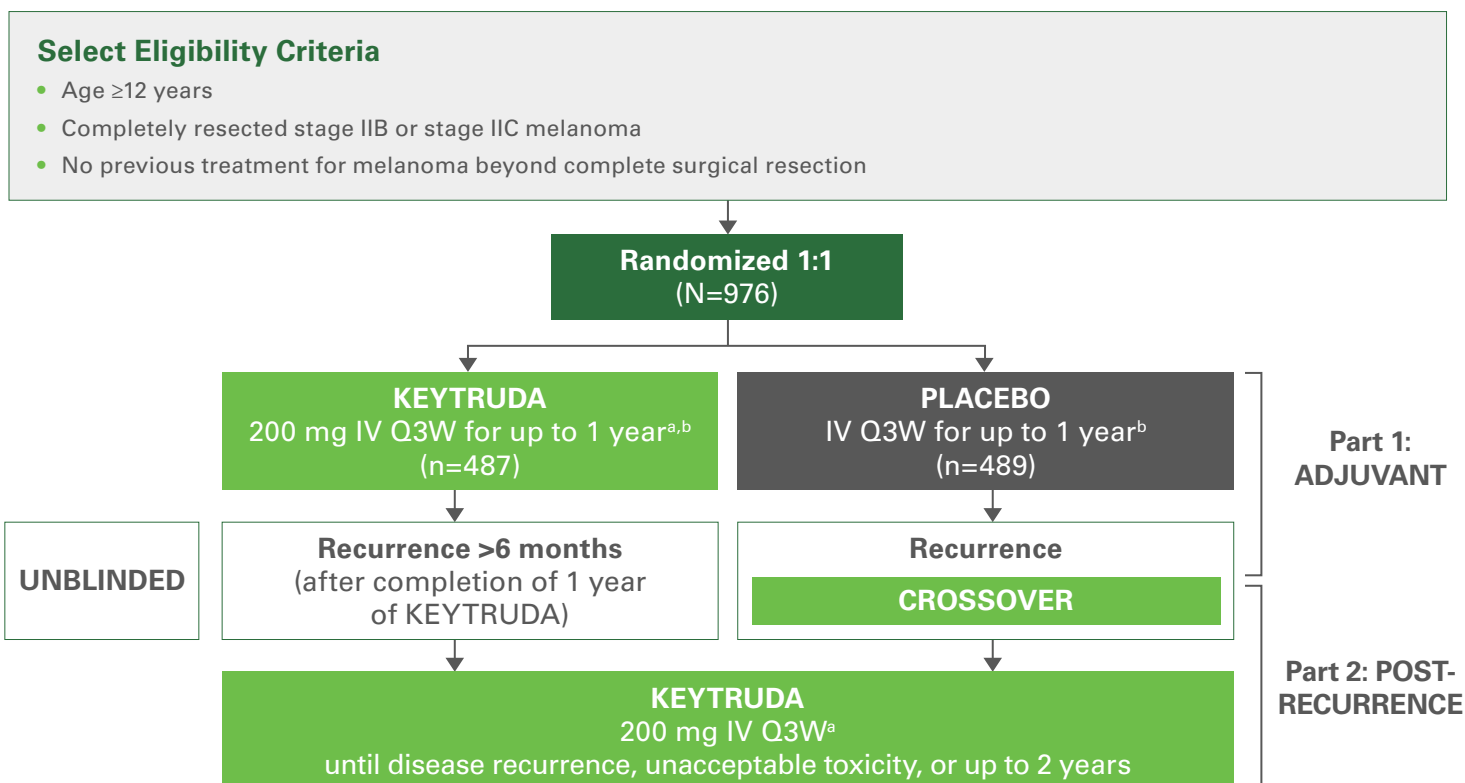 Select Eligibility Criteria
• Age ≥12 years
• Completely resected stage IIB or stage IIC melanoma
• No previous treatment for melanoma beyond complete surgical resection
Randomized 1:1
(N=976)
KEYTRUDA
200 mg IV Q3W for up to 1 yearᵃ,ᵇ
(n=487)
PLACEBO
IV Q3W for up to 1 yearᵇ
(n=489)
Part 1:
ADJUVANT
UNBLINDED
Recurrence >6 months
(after completion of 1 year
of KEYTRUDA)
Recurrence
CROSSOVER
KEYTRUDA
200 mg IV Q3Wᵃ
until disease recurrence, unacceptable toxicity, or up to 2 years
Part 2: POST-
RECURRENCE